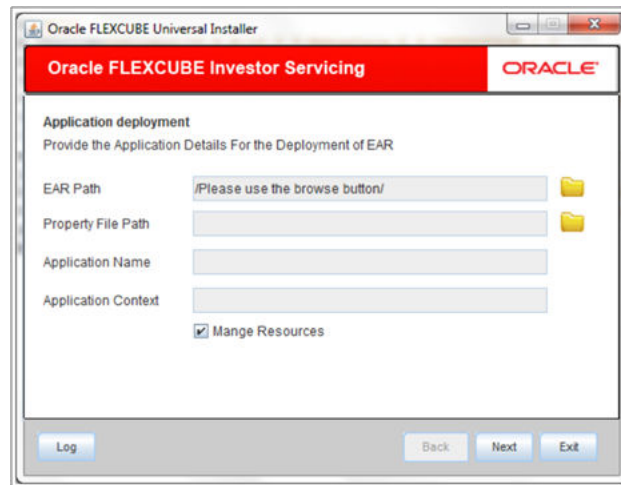 Oracle FLEXCUBE Universal Installer
Oracle FLEXCUBE Investor Servicing
ORACLE
Application deployment
Provide the Application Details For the Deployment of EAR
EAR Path /Please use the browse button/
Property File Path
Application Name
Application Context
Mange Resources
Log Back Next Exit